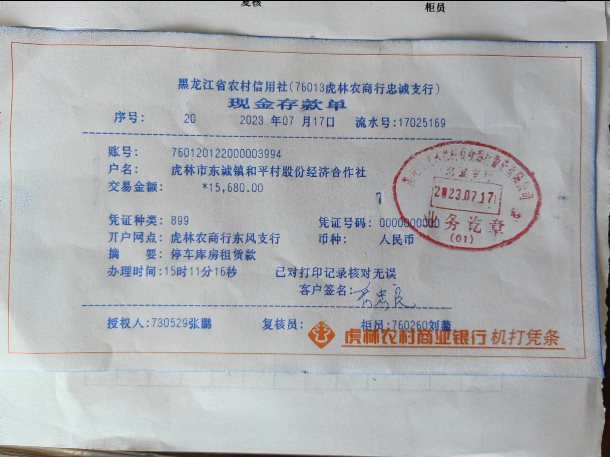 复核
柜员
黑龙江省农村信用社(76013虎林农商行忠诚支行)
现金存款单
序号: 20 2023 年07 月17日 流水号:17025169
账号: 760120122000003994
户名: 虎林市东诚镇和平村股份经济合作社
交易金额: *15,680.00
1
凭证种类: 899 凭证号码: 0000000000
开户网点: 虎林农商行东风支行 币种: 人民币
摘 要: 停车库房租赁款
办理时间:15时11分16秒 已对打印记录核对无误
客户签名:
授权人:730529张鹏 复核员: 柜员:760260刘蕾
虎林农村商业银行 机打凭条
2023.07.17
业务讫章
(01)